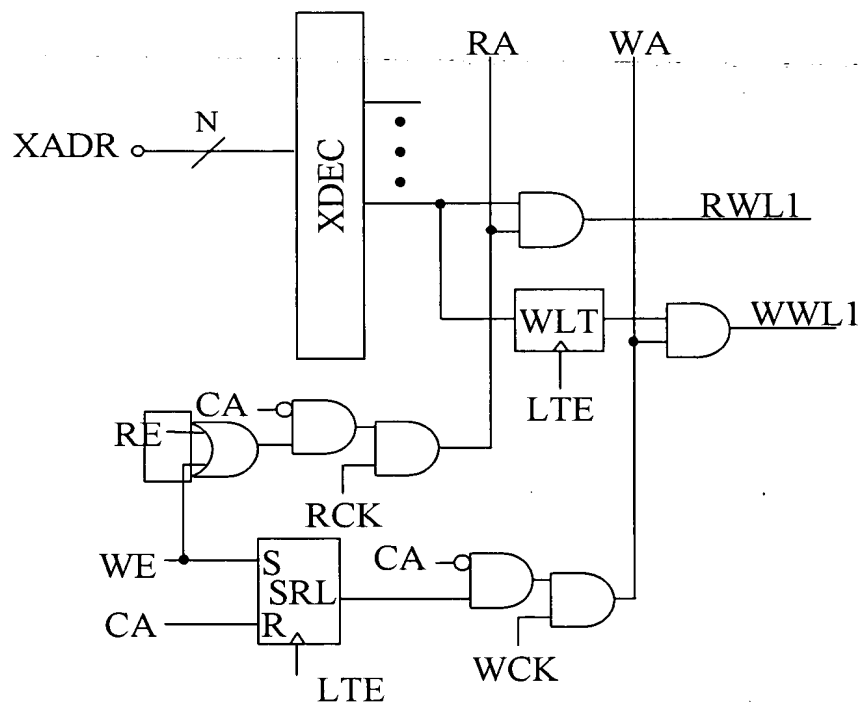 RA
WA
N
XADR
XDEC
RWL1
WLT
WWL1
LTE
CA
RE
RCK
WE
S
CA
SRL
CA
R
WCK
LTE